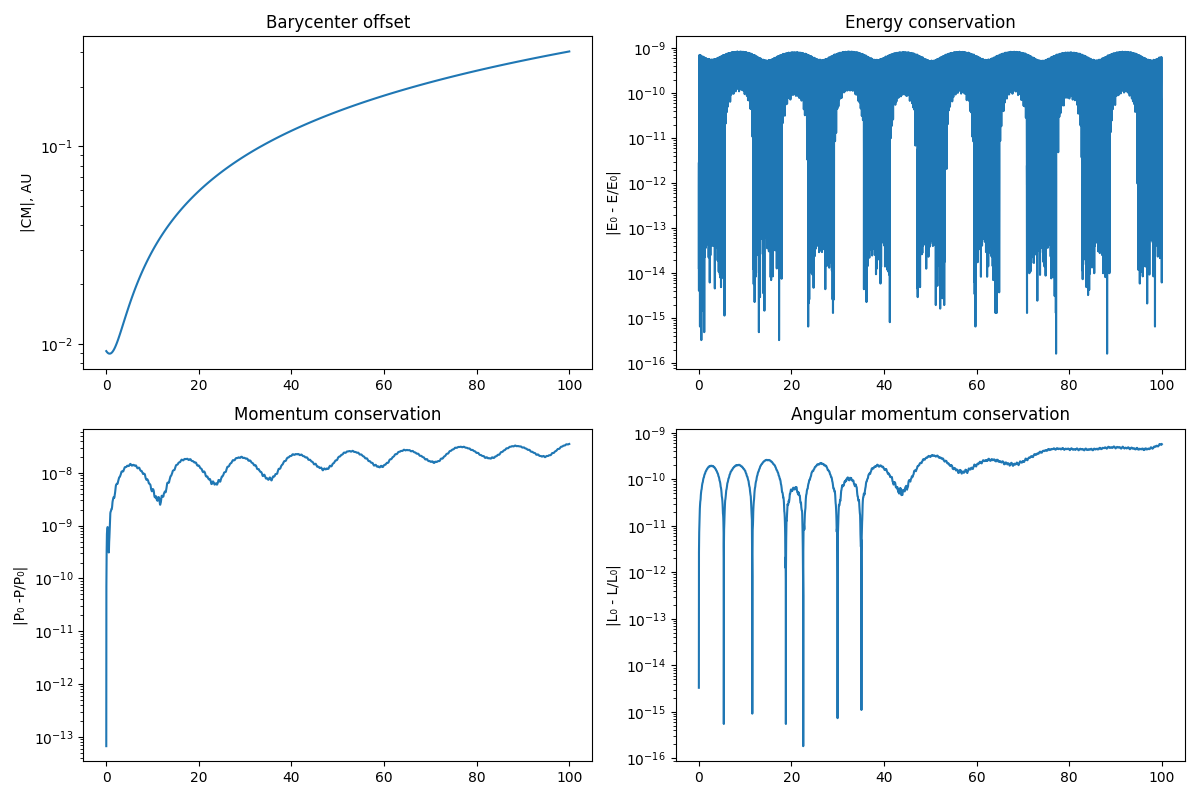 Barycenter offset
|CM|, AU
10⁻¹
10⁻²
0 20 40 60 80 100
Energy conservation
|E₀ - E/E₀|
10⁻⁹
10⁻¹⁰
10⁻¹¹
10⁻¹²
10⁻¹³
10⁻¹⁴
10⁻¹⁵
10⁻¹⁶
0 20 40 60 80 100
Momentum conservation
|P₀ -P/P₀|
10⁻⁸
10⁻⁹
10⁻¹⁰
10⁻¹¹
10⁻¹²
10⁻¹³
0 20 40 60 80 100
Angular momentum conservation
|L₀ - L/L₀|
10⁻⁹
10⁻¹⁰
10⁻¹¹
10⁻¹²
10⁻¹³
10⁻¹⁴
10⁻¹⁵
10⁻¹⁶
0 20 40 60 80 100